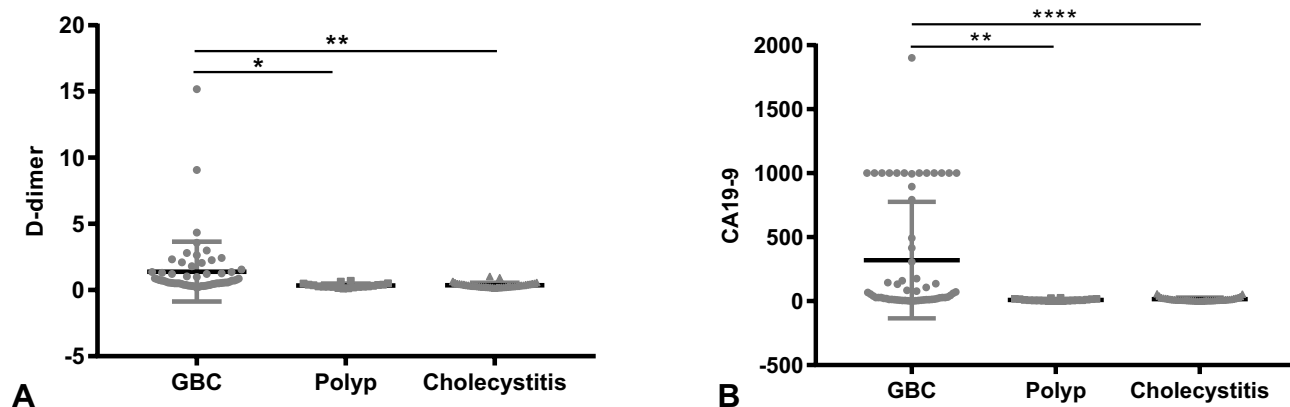 20
15
10
5
0
-5
D-dimer
**
*
GBC Polyp Cholecystitis
A
2000
1500
1000
500
0
-500
CA19-9
****
**
GBC Polyp Cholecystitis
B